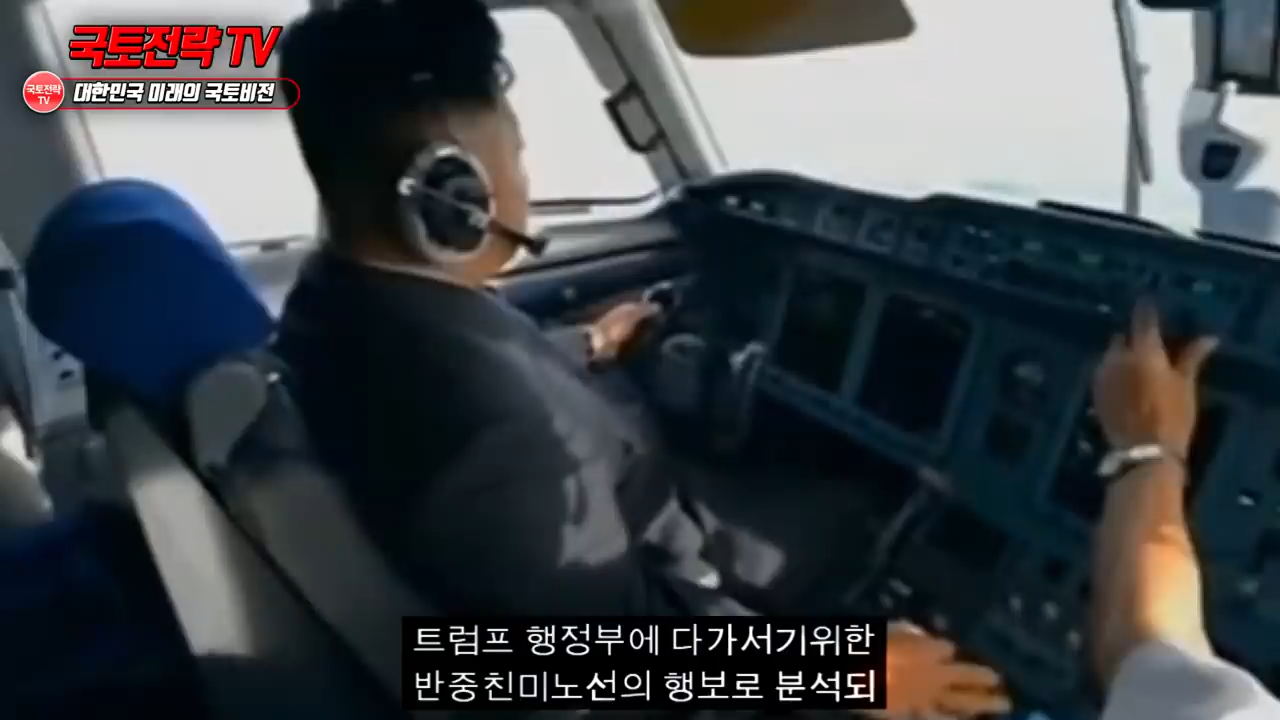 국토전략 TV
국토전략
TV
대한민국 미래의 국토비전
트럼프 행정부에 다가서기위한
반중친미노선의 행보로 분석되